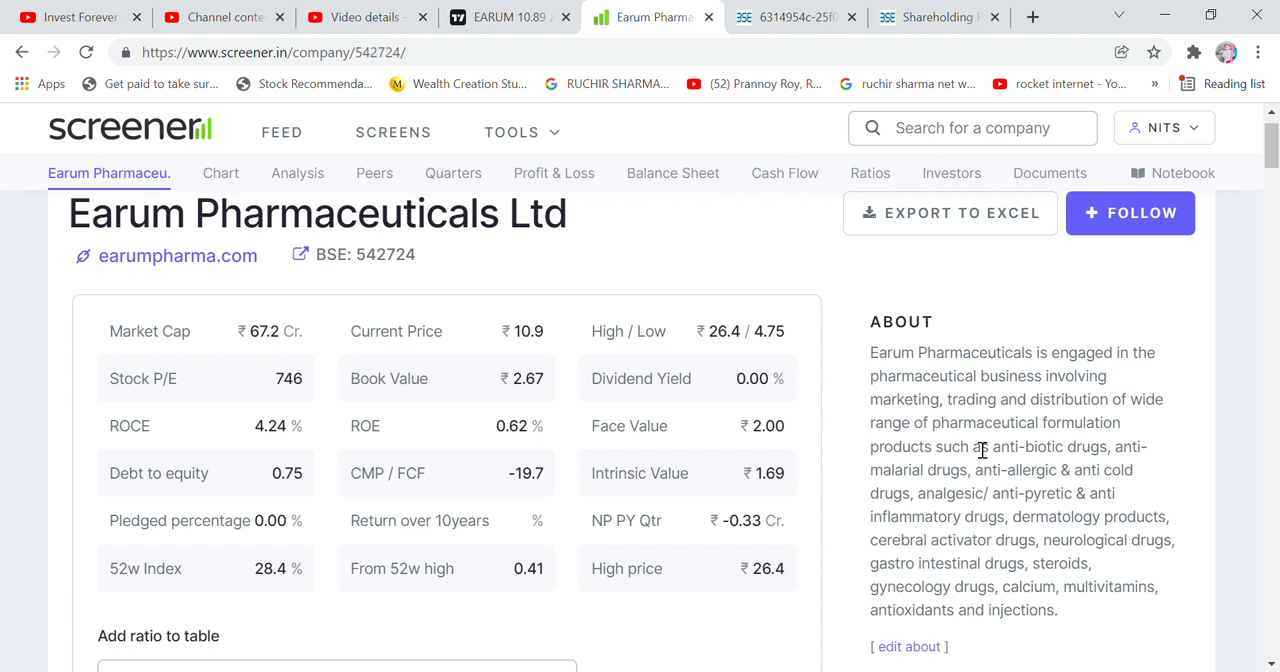 Invest Forever
Channel conte
Video details -
EARUM 10.89
Earum Pharma
6314954c-25f0
Shareholding
https://www.screener.in/company/542724/
Apps
Get paid to take sur...
Stock Recommenda...
Wealth Creation Stu...
RUCHIR SHARMA...
(52) Prannoy Roy, R...
ruchir sharma net w...
rocket internet - Yo...
»
Reading list
screener
FEED
SCREENS
TOOLS
Search for a company
NITS
Earum Pharmaceu.
Chart
Analysis
Peers
Quarters
Profit & Loss
Balance Sheet
Cash Flow
Ratios
Investors
Documents
Notebook
Earum Pharmaceuticals Ltd
EXPORT TO EXCEL
+ FOLLOW
earumpharma.com
BSE: 542724
Market Cap ₹ 67.2 Cr.
Current Price ₹ 10.9
High / Low ₹ 26.4 / 4.75
Stock P/E 746
Book Value ₹ 2.67
Dividend Yield 0.00 %
ROCE 4.24 %
ROE 0.62 %
Face Value ₹ 2.00
Debt to equity 0.75
CMP / FCF -19.7
Intrinsic Value ₹ 1.69
Pledged percentage 0.00 %
Return over 10years %
NP PY Qtr ₹ -0.33 Cr.
52w Index 28.4 %
From 52w high 0.41
High price ₹ 26.4
Add ratio to table
ABOUT
Earum Pharmaceuticals is engaged in the
pharmaceutical business involving
marketing, trading and distribution of wide
range of pharmaceutical formulation
products such as anti-biotic drugs, anti-
malarial drugs, anti-allergic & anti cold
drugs, analgesic/ anti-pyretic & anti
inflammatory drugs, dermatology products,
cerebral activator drugs, neurological drugs,
gastro intestinal drugs, steroids,
gynecology drugs, calcium, multivitamins,
antioxidants and injections.
[ edit about ]